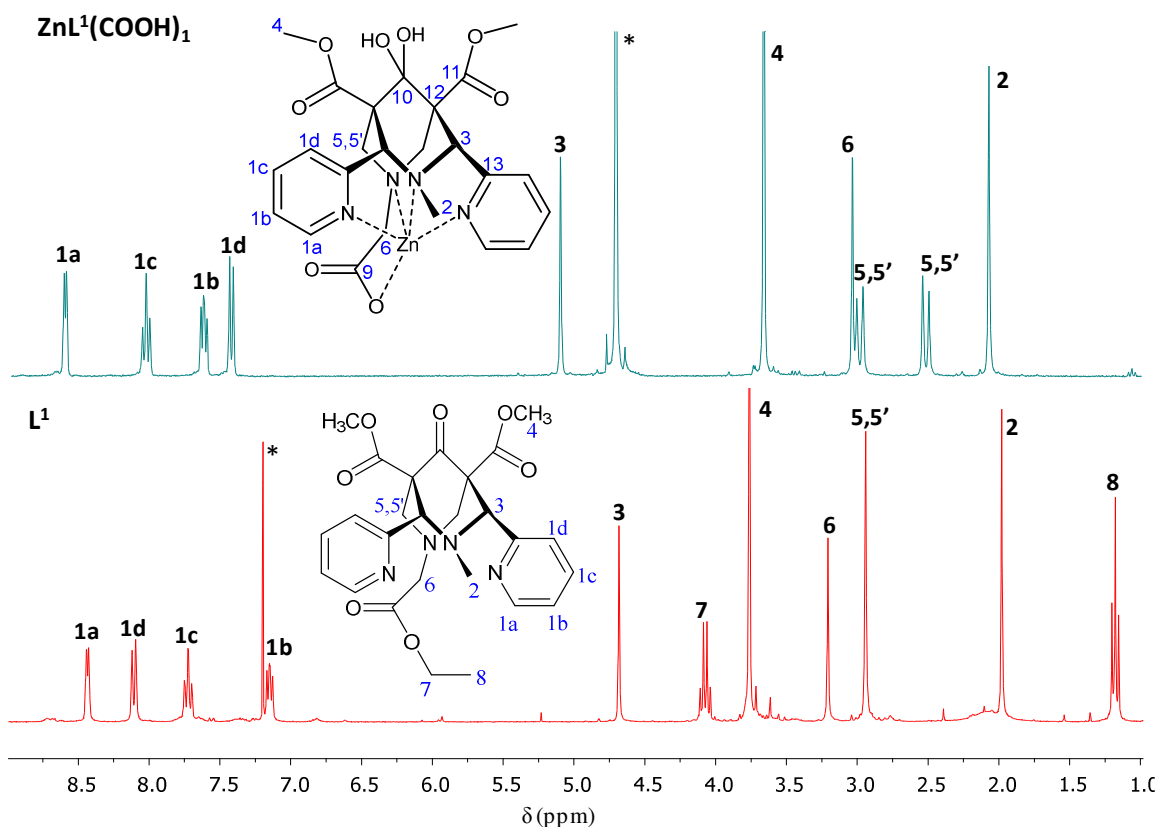 ZnL¹(COOH)₁
4
O
O
HO
OH
11
O
O
10
12
5,5'
3
1d
13
1c
N
N
N
2
N
1b
1a
6
Zn
O
9
O
1a
1c
1b
1d
3
*
4
6
5,5’
5,5’
2
L¹
H₃CO
O
OCH₃
4
O
O
5,5'
3
1d
N
N
N
N
1c
6
2
1a
1b
O
O
7
8
1a
1d
1c
*
1b
3
7
4
6
5,5’
2
8
8.5 8.0 7.5 7.0 6.5 6.0 5.5 5.0 4.5 4.0 3.5 3.0 2.5 2.0 1.5
δ (ppm)